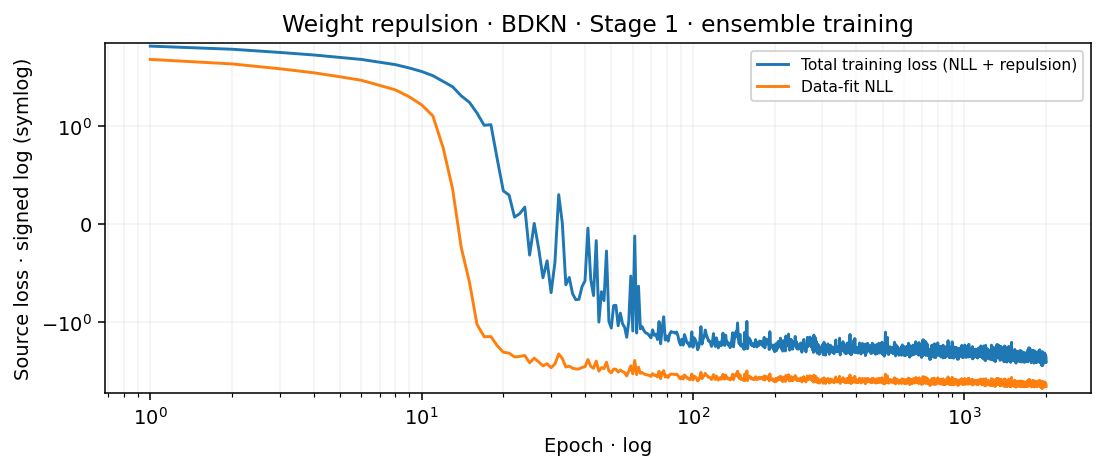 Weight repulsion · BDKN · Stage 1 · ensemble training
Source loss · signed log (symlog)
10⁰
0
−10⁰
Total training loss (NLL + repulsion)
Data-fit NLL
10⁰
10¹
10²
10³
Epoch · log